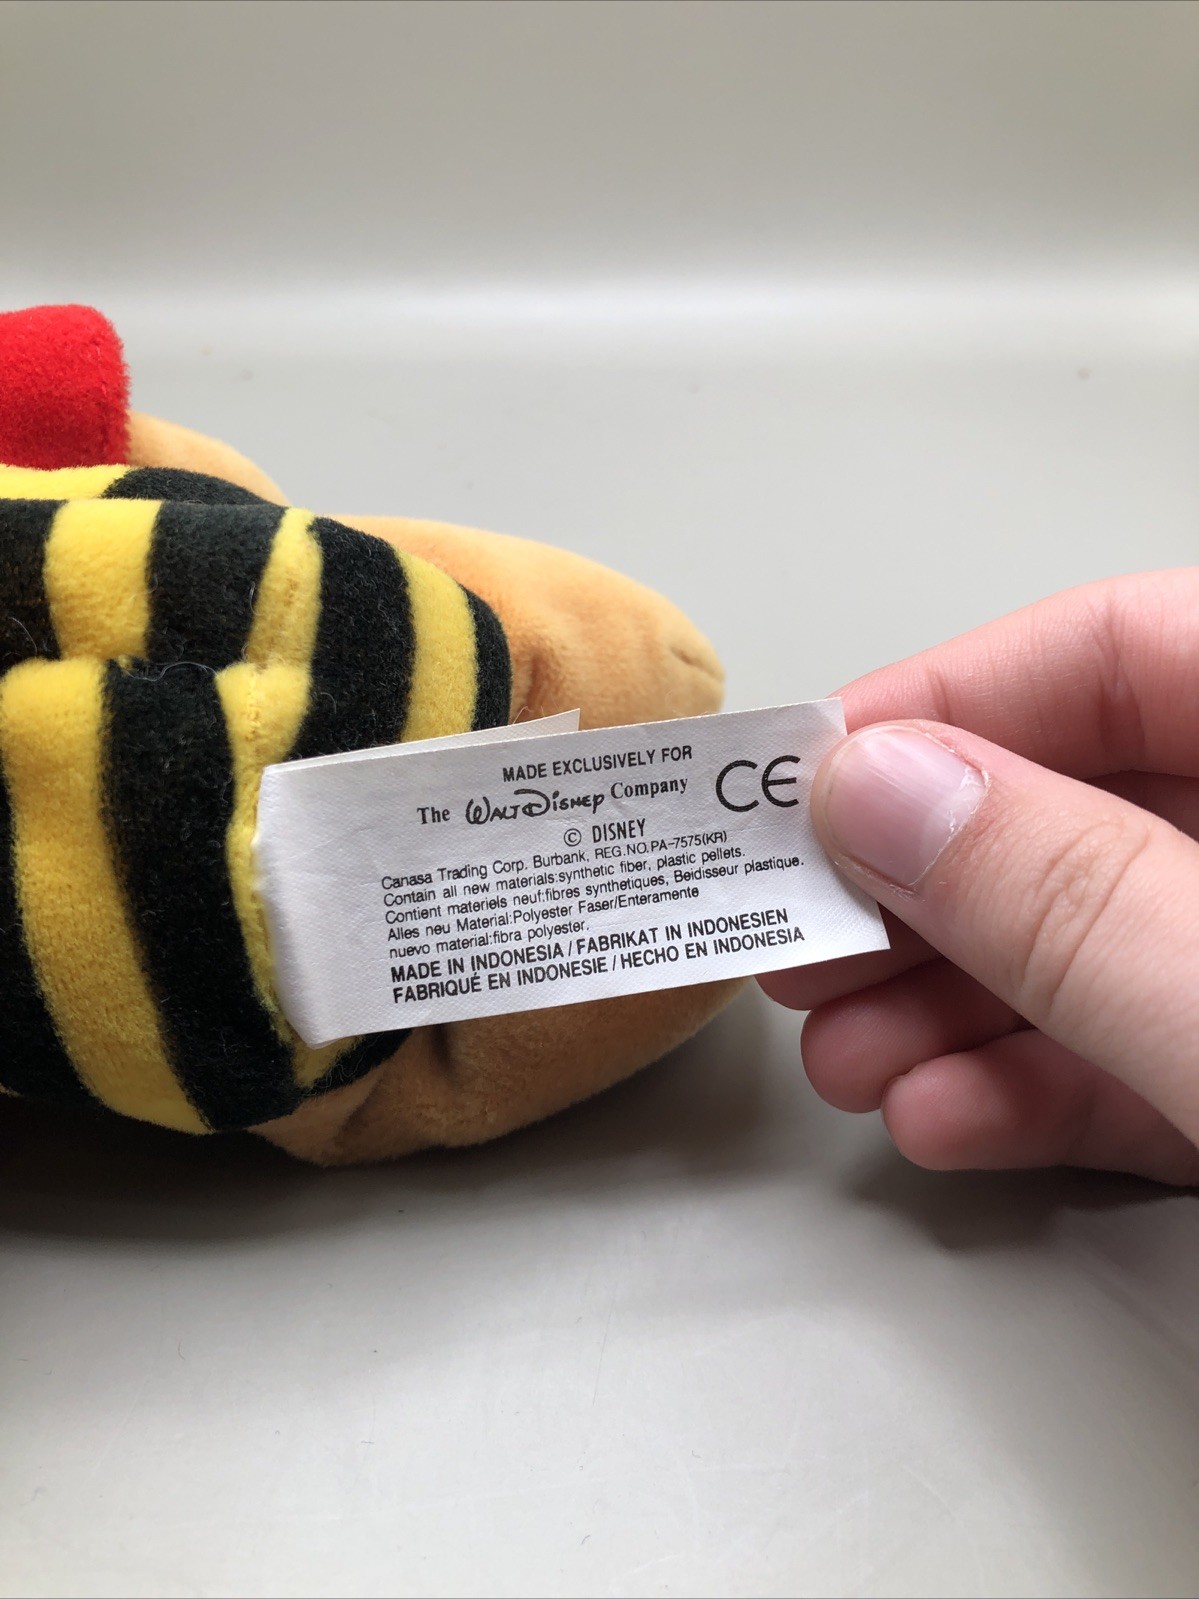 MADE EXCLUSIVELY FOR
The WALT DISNEY Company CE
© DISNEY
Canasa Trading Corp. Burbank, REG.NO.PA-7575(KR)
Contain all new materials:synthetic fiber, plastic pellets.
Contient materiels neuf:fibres synthetiques, Beidisseur plastique.
Alles neu Material:Polyester Faser/Enteramente
nuevo material:fibra polyester.
MADE IN INDONESIA / FABRIKAT IN INDONESIEN
FABRIQUÉ EN INDONESIE / HECHO EN INDONESIA